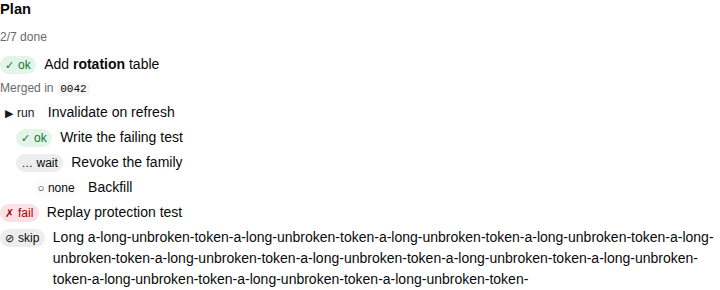 Plan
2/7 done
✓ ok Add rotation table
Merged in 0042
▶ run Invalidate on refresh
✓ ok Write the failing test
… wait Revoke the family
○ none Backfill
✗ fail Replay protection test
⊘ skip Long a-long-unbroken-token-a-long-unbroken-token-a-long-unbroken-token-a-long-unbroken-token-a-long-
unbroken-token-a-long-unbroken-token-a-long-unbroken-token-a-long-unbroken-token-a-long-unbroken-
token-a-long-unbroken-token-a-long-unbroken-token-a-long-unbroken-token-